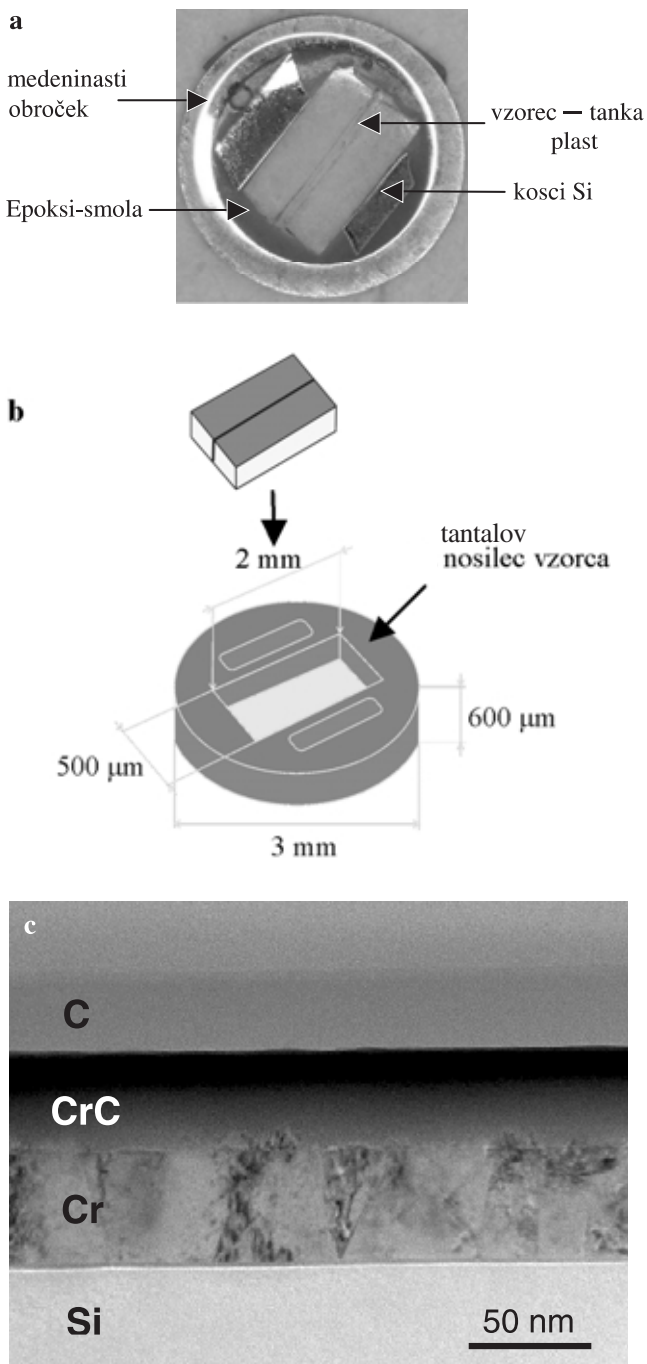 a
medeninasti
obroček
vzorec – tanka
plast
kosci Si
Epoksi-smola
b
2 mm
tantalov
nosilec vzorca
600 µm
500 µm
3 mm
c
C
CrC
Cr
Si
50 nm